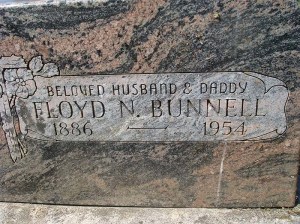 BELOVED HUSBAND & DADDY
FLOYD N. BUNNELL
1886 — 1954